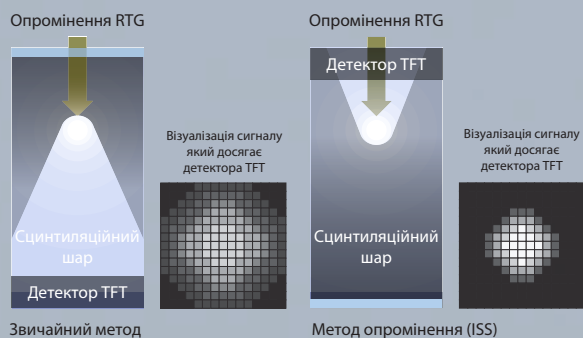 Опромінення RTG
Візуалізація сигналу
який досягає
детектора TFT
Сцинтиляційний
шар
Детектор TFT
Звичайний метод
Опромінення RTG
Детектор TFT
Візуалізація сигналу
який досягає
детектора TFT
Сцинтиляційний
шар
Метод опромінення (ISS)